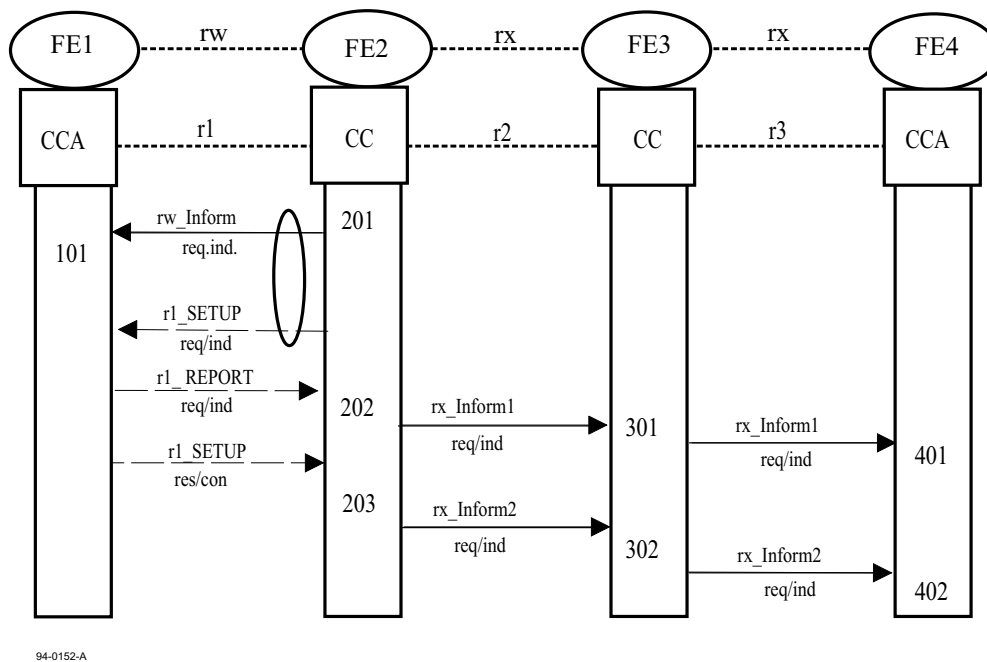 FE1 rw FE2 rx FE3 rx FE4
CCA r1 CC r2 CC r3 CCA
rw_Inform
201
req.ind.
101
r1_SETUP
req/ind
r1_ REPORT
req/ind
202
rx_Inform1
req/ind
301
rx_Inform1
req/ind
401
r1_SETUP
res/con
203
rx_Inform2
req/ind
302
rx_Inform2
req/ind
402
94-0152-A